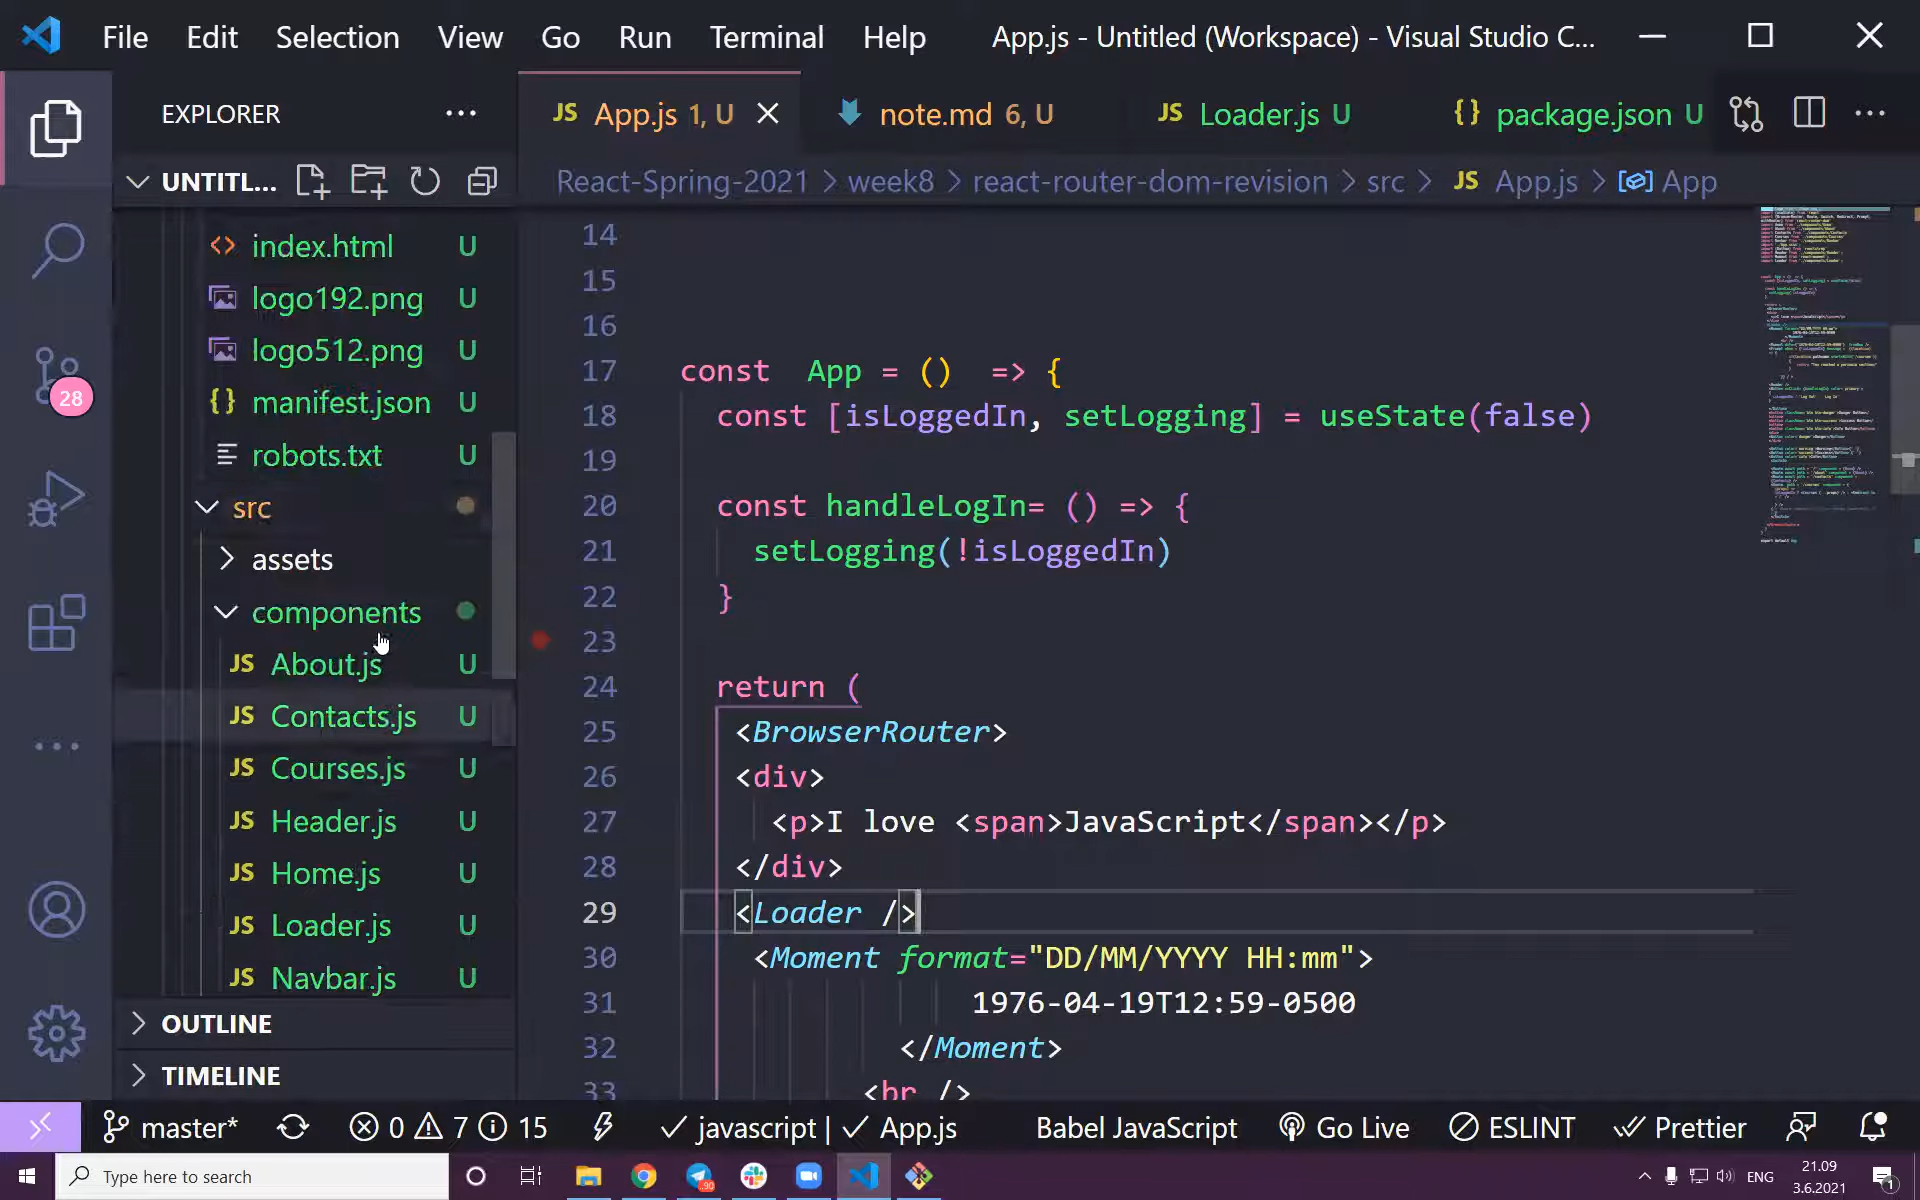 File Edit Selection View Go Run Terminal Help App.js - Untitled (Workspace) - Visual Studio C...
EXPLORER
JS App.js 1, U note.md 6, U JS Loader.js U {} package.json U
UNTITL...
React-Spring-2021 > week8 > react-router-dom-revision > src > JS App.js > App
index.html U
logo192.png U
logo512.png U
{} manifest.json U
robots.txt U
src
assets
components
JS About.js U
JS Contacts.js U
JS Courses.js U
JS Header.js U
JS Home.js U
JS Loader.js U
JS Navbar.js U
OUTLINE
TIMELINE
28
14
15
16
17 const App = () => {
18 const [isLoggedIn, setLogging] = useState(false)
19
20 const handleLogIn= () => {
21 setLogging(!isLoggedIn)
22 }
23
24 return (
25 <BrowserRouter>
26 <div>
27 <p>I love <span>JavaScript</span></p>
28 </div>
29 <Loader />
30 <Moment format="DD/MM/YYYY HH:mm">
31 1976-04-19T12:59-0500
32 </Moment>
33 <br />
master* 0 7 15 javascript | App.js Babel JavaScript Go Live ESLINT Prettier
Type here to search
90
ENG
21.09
3.6.2021
1